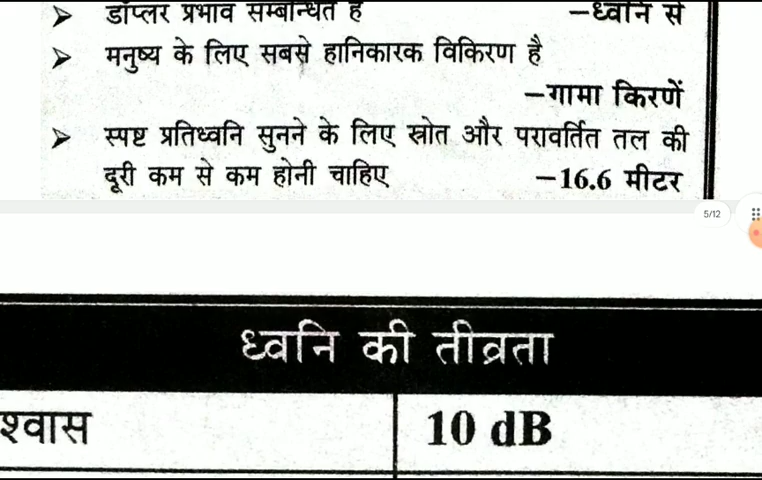 ➤ डॉप्लर प्रभाव सम्बन्धित है –ध्वनि से
➤ मनुष्य के लिए सबसे हानिकारक विकिरण है
–गामा किरणें
➤ स्पष्ट प्रतिध्वनि सुनने के लिए स्रोत और परावर्तित तल की
दूरी कम से कम होनी चाहिए –16.6 मीटर
5/12
ध्वनि की तीव्रता
श्वास 10 dB